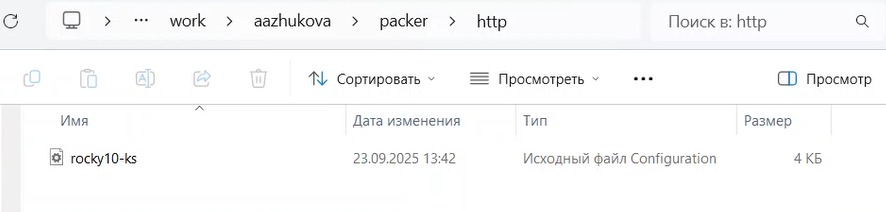 work aazhukova packer http Поиск в: http
Сортировать Просмотреть Просмотр
Имя Дата изменения Тип Размер
rocky10-ks 23.09.2025 13:42 Исходный файл Configuration 4 КБ